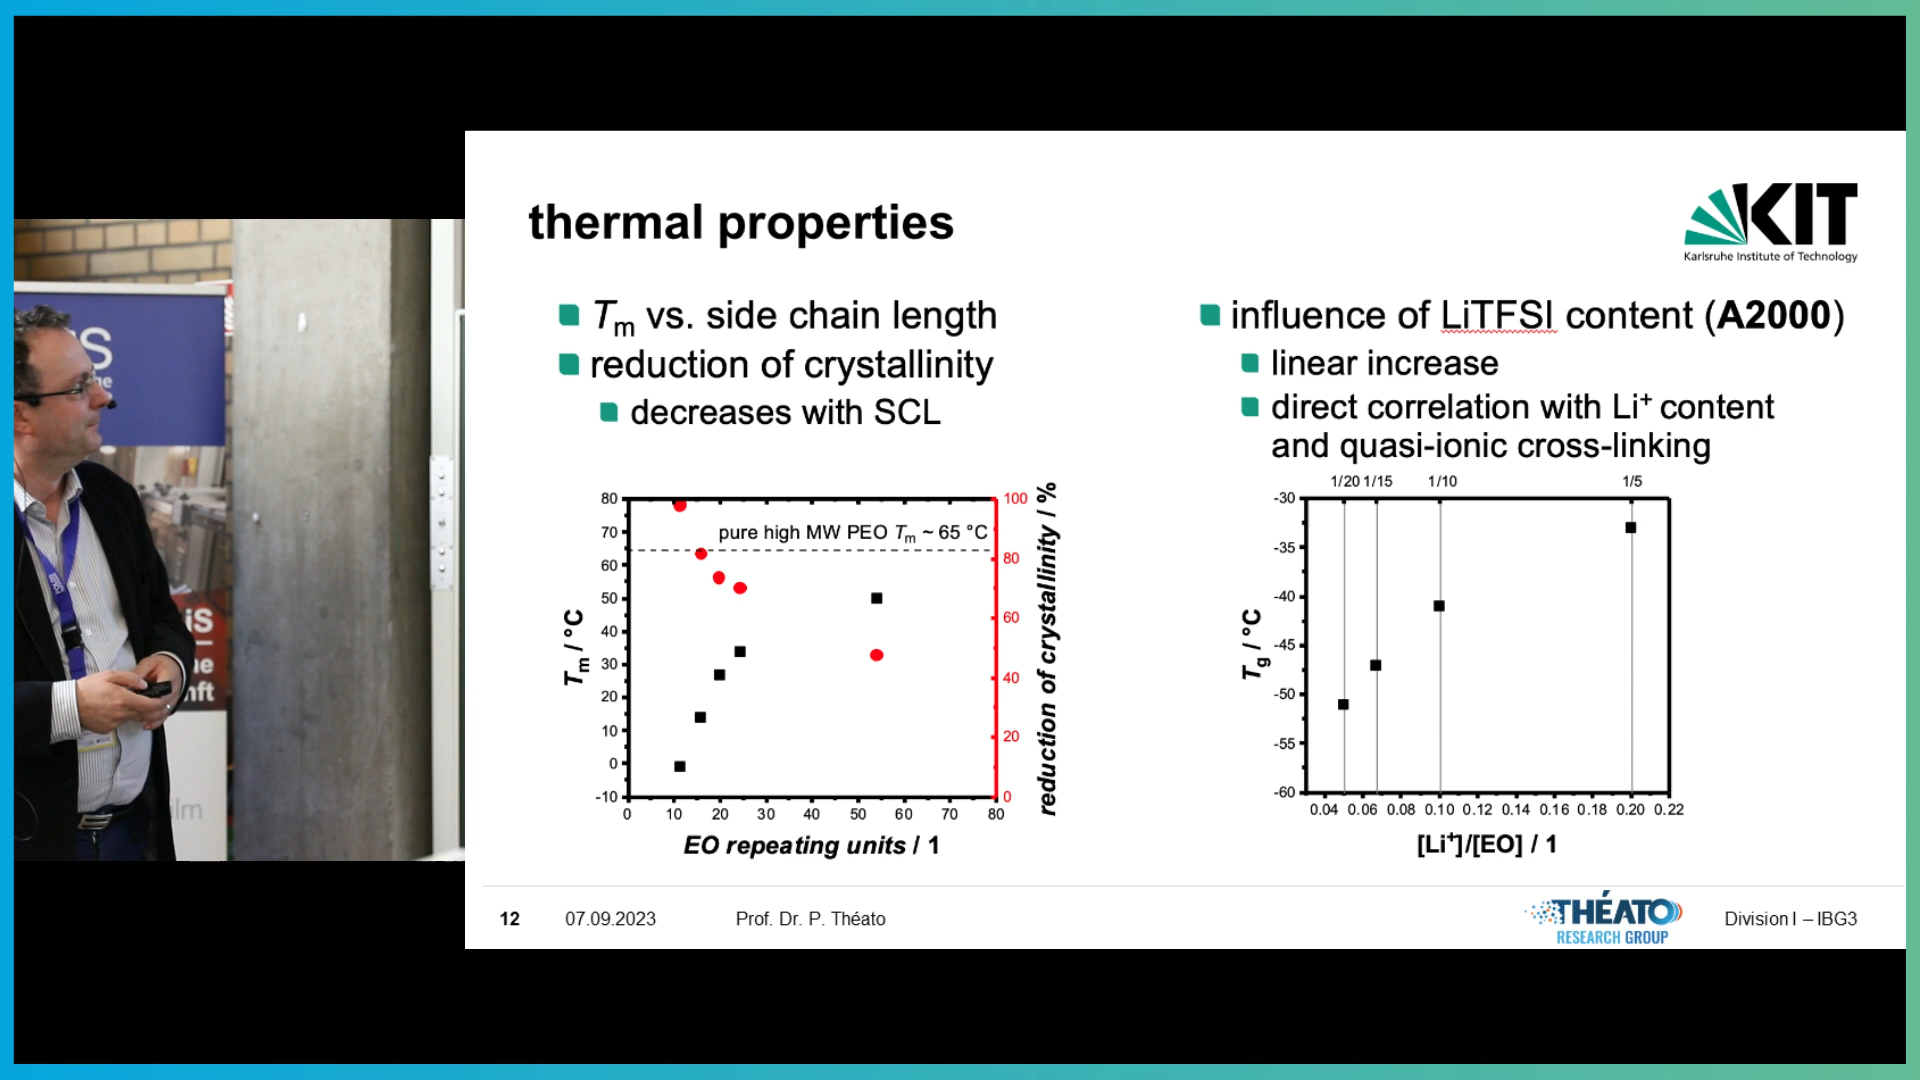 thermal properties
KIT
Karlsruhe Institute of Technology
Tm vs. side chain length
reduction of crystallinity
decreases with SCL
influence of LiTFSI content (A2000)
linear increase
direct correlation with Li+ content
and quasi-ionic cross-linking
80
70
60
50
40
30
20
10
0
-10
Tm / °C
pure high MW PEO Tm ~ 65 °C
100
80
60
40
20
0
reduction of crystallinity / %
0 10 20 30 40 50 60 70 80
EO repeating units / 1
1/20 1/15 1/10 1/5
-30
-35
-40
-45
-50
-55
-60
Tg / °C
0.04 0.06 0.08 0.10 0.12 0.14 0.16 0.18 0.20 0.22
[Li+]/[EO] / 1
12 07.09.2023 Prof. Dr. P. Théato
THÉATO
RESEARCH GROUP
Division I – IBG3